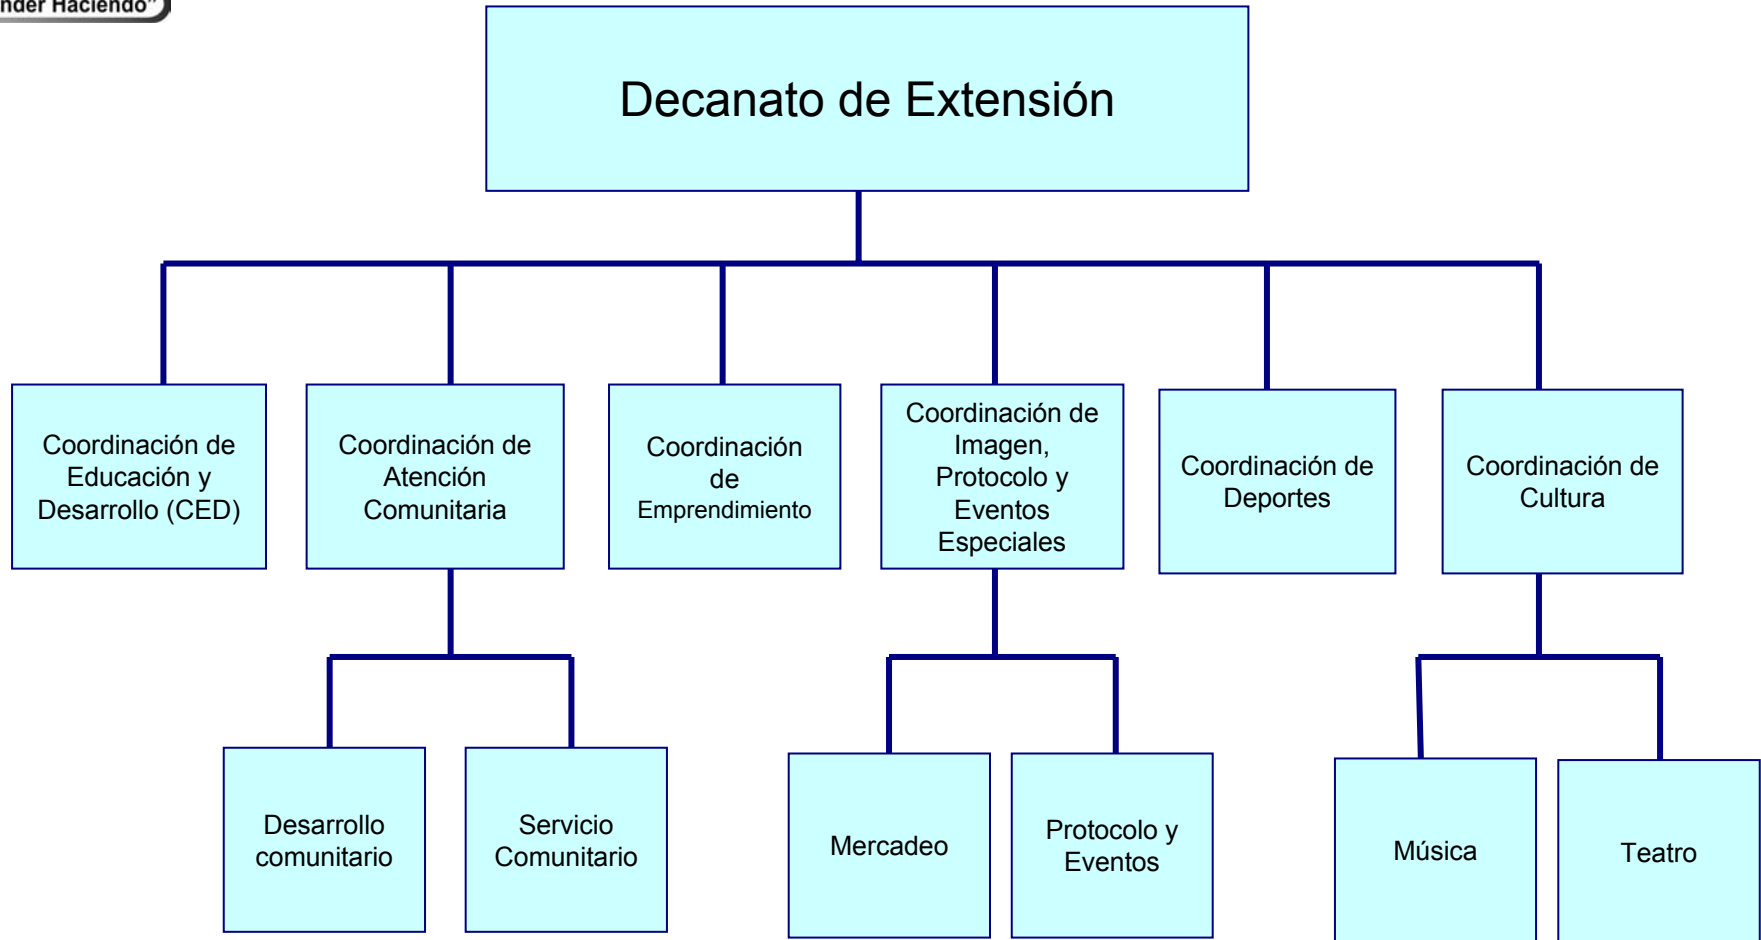 Haciendo”
Decanato de Extensión
Coordinación de
Educación y
Desarrollo (CED)
Coordinación de
Atención
Comunitaria
Coordinación
de
Emprendimiento
Coordinación de
Imagen,
Protocolo y
Eventos
Especiales
Coordinación de
Deportes
Coordinación de
Cultura
Desarrollo
comunitario
Servicio
Comunitario
Mercadeo
Protocolo y
Eventos
Música
Teatro